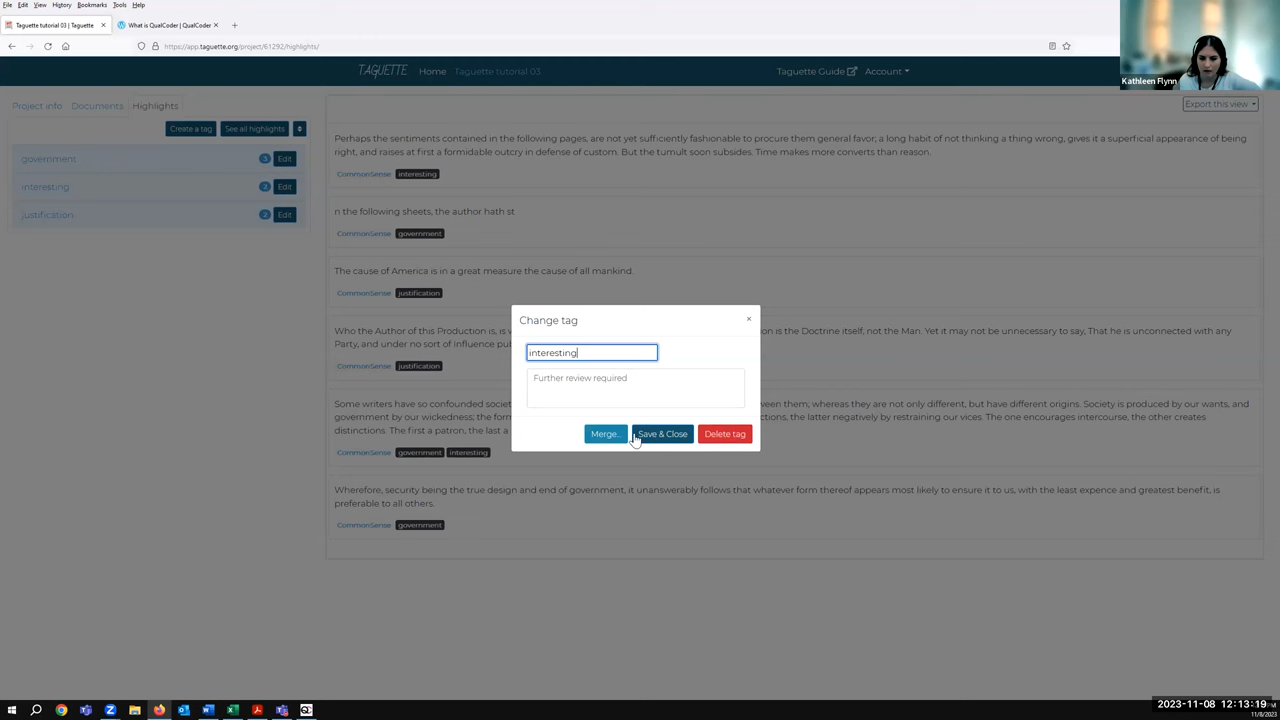 File Edit View History Bookmarks Tools Help
Taguette tutorial 03 | Taguette × What is QualCoder | QualCoder × +
https://app.taguette.org/project/61292/highlights/
Kathleen Flynn
TAGUETTE Home Taguette tutorial 03 Taguette Guide Account
Project info Documents Highlights
Export this view
Create a tag See all highlights
government 3 Edit
interesting 2 Edit
justification 2 Edit
Perhaps the sentiments contained in the following pages, are not yet sufficiently fashionable to procure them general favor; a long habit of not thinking a thing wrong, gives it a superficial appearance of being
right, and raises at first a formidable outcry in defense of custom. But the tumult soon subsides. Time makes more converts than reason.
CommonSense interesting
n the following sheets, the author hath st
CommonSense government
The cause of America is in a great measure the cause of all mankind.
CommonSense justification
Who the Author of this Production is, is w
ion is the Doctrine itself, not the Man. Yet it may not be unnecessary to say, That he is unconnected with any
Party, and under no sort of Influence pub
CommonSense justification
Some writers have so confounded societ
een them; whereas they are not only different, but have different origins. Society is produced by our wants, and
government by our wickedness; the form
ctions, the latter negatively by restraining our vices. The one encourages intercourse, the other creates
distinctions. The first a patron, the last a
CommonSense government interesting
Wherefore, security being the true design and end of government, it unanswerably follows that whatever form thereof appears most likely to ensure it to us, with the least expence and greatest benefit, is
preferable to all others.
CommonSense government
Change tag ×
interesting
Further review required
Merge... Save & Close Delete tag
2023-11-08 12:13:19
11/8/2023